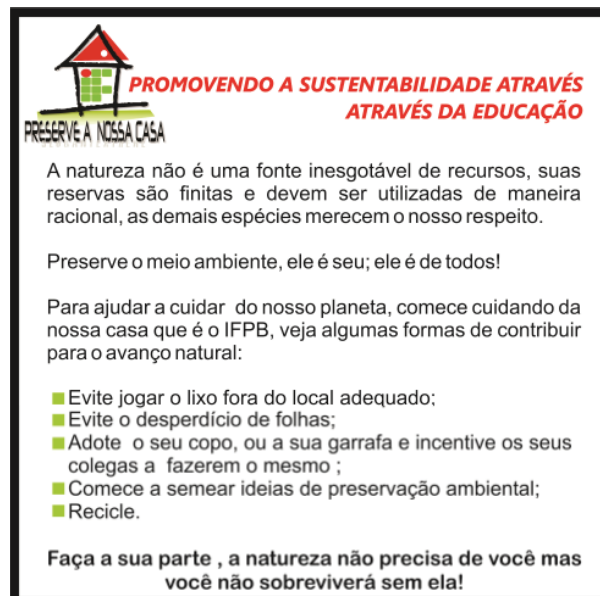 PROMOVENDO A SUSTENTABILIDADE ATRAVÉS
ATRAVÉS DA EDUCAÇÃO
PRESERVE A NOSSA CASA
A natureza não é uma fonte inesgotável de recursos, suas
reservas são finitas e devem ser utilizadas de maneira
racional, as demais espécies merecem o nosso respeito.
Preserve o meio ambiente, ele é seu; ele é de todos!
Para ajudar a cuidar do nosso planeta, comece cuidando da
nossa casa que é o IFPB, veja algumas formas de contribuir
para o avanço natural:
Evite jogar o lixo fora do local adequado;
Evite o desperdício de folhas;
Adote o seu copo, ou a sua garrafa e incentive os seus
colegas a fazerem o mesmo ;
Comece a semear ideias de preservação ambiental;
Recicle.
Faça a sua parte , a natureza não precisa de você mas
você não sobreviverá sem ela!